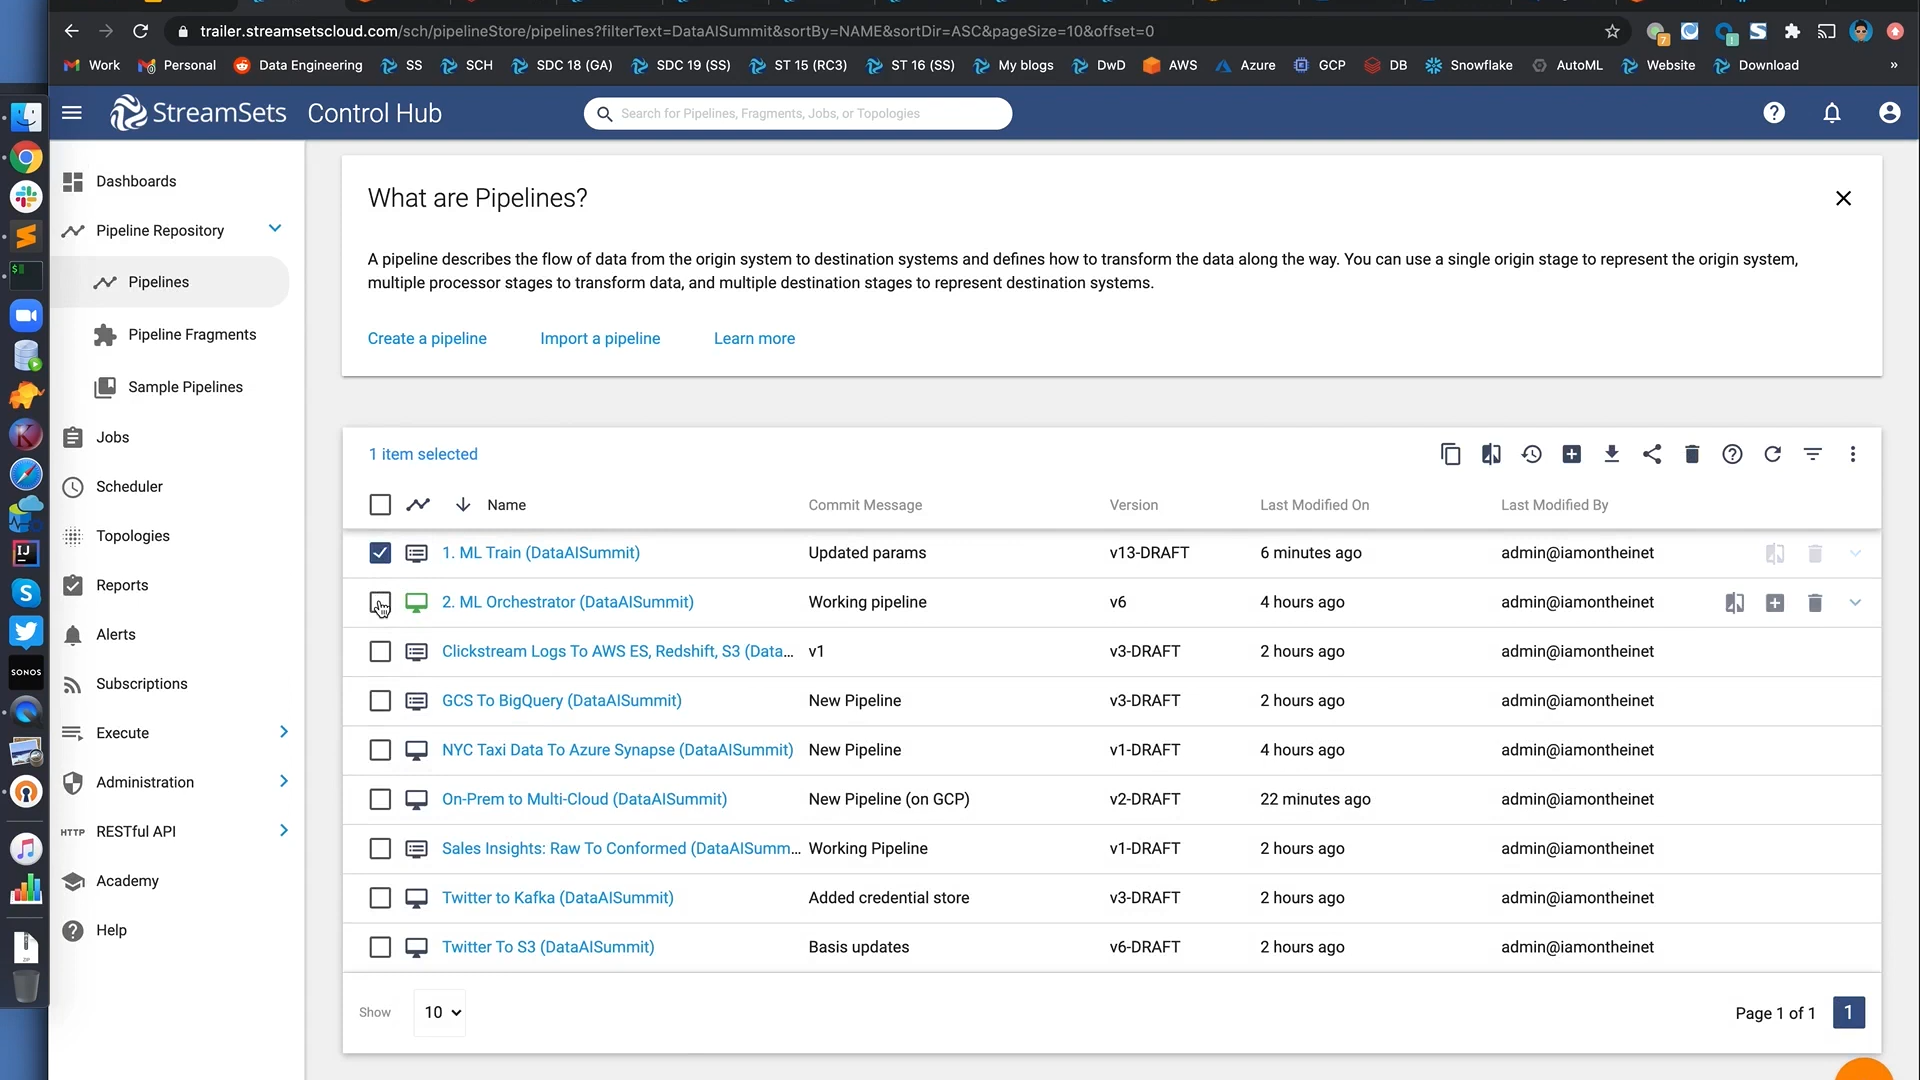 trailer.streamsetscloud.com/sch/pipelineStore/pipelines?filterText=DataAISummit&sortBy=NAME&sortDir=ASC&pageSize=10&offset=0
Work Personal Data Engineering SS SCH SDC 18 (GA) SDC 19 (SS) ST 15 (RC3) ST 16 (SS) My blogs DwD AWS Azure GCP DB Snowflake AutoML Website Download »
StreamSets Control Hub Search for Pipelines, Fragments, Jobs, or Topologies
Dashboards
Pipeline Repository
Pipelines
Pipeline Fragments
Sample Pipelines
Jobs
Scheduler
Topologies
Reports
Alerts
Subscriptions
Execute
Administration
HTTP RESTful API
Academy
Help
SONOS
What are Pipelines?
A pipeline describes the flow of data from the origin system to destination systems and defines how to transform the data along the way. You can use a single origin stage to represent the origin system,
multiple processor stages to transform data, and multiple destination stages to represent destination systems.
Create a pipeline Import a pipeline Learn more
1 item selected
Name Commit Message Version Last Modified On Last Modified By
1. ML Train (DataAISummit) Updated params v13-DRAFT 6 minutes ago admin@iamontheinet
2. ML Orchestrator (DataAISummit) Working pipeline v6 4 hours ago admin@iamontheinet
Clickstream Logs To AWS ES, Redshift, S3 (Data... v1 v3-DRAFT 2 hours ago admin@iamontheinet
GCS To BigQuery (DataAISummit) New Pipeline v3-DRAFT 2 hours ago admin@iamontheinet
NYC Taxi Data To Azure Synapse (DataAISummit) New Pipeline v1-DRAFT 4 hours ago admin@iamontheinet
On-Prem to Multi-Cloud (DataAISummit) New Pipeline (on GCP) v2-DRAFT 22 minutes ago admin@iamontheinet
Sales Insights: Raw To Conformed (DataAISumm... Working Pipeline v1-DRAFT 2 hours ago admin@iamontheinet
Twitter to Kafka (DataAISummit) Added credential store v3-DRAFT 2 hours ago admin@iamontheinet
Twitter To S3 (DataAISummit) Basis updates v6-DRAFT 2 hours ago admin@iamontheinet
Show 10 Page 1 of 1 1